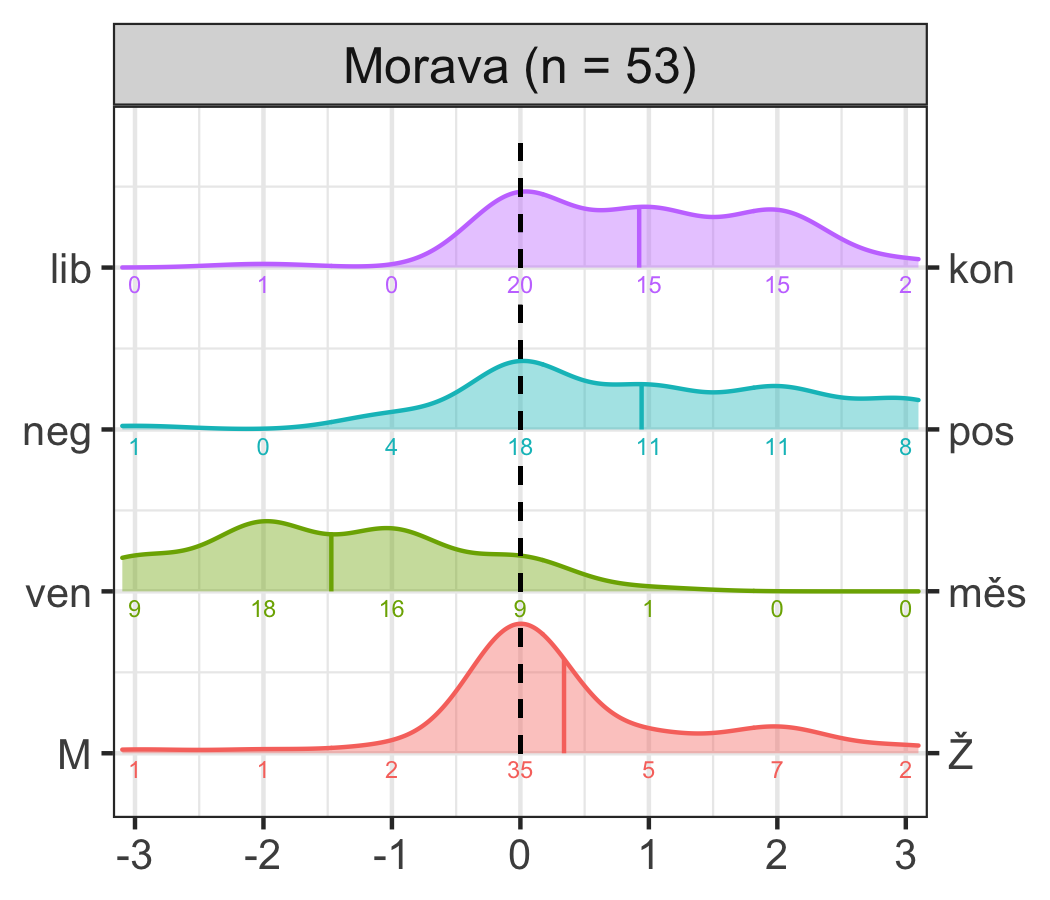 Morava (n = 53)
lib kon
0 1 0 20 15 15 2
neg pos
1 0 4 18 11 11 8
ven měs
9 18 16 9 1 0 0
M Ž
1 1 2 35 5 7 2
-3 -2 -1 0 1 2 3